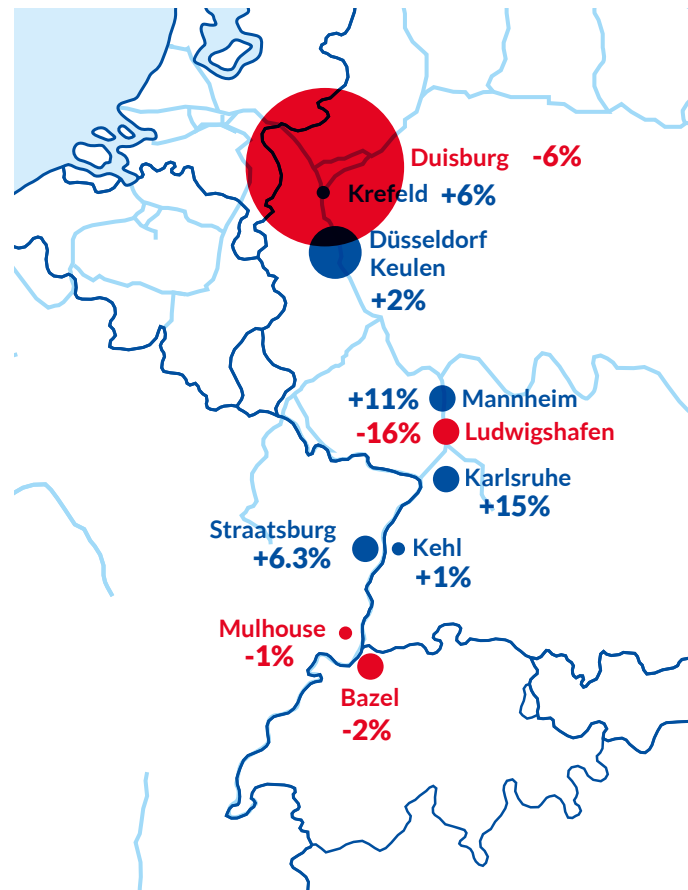 Duisburg -6%
Krefeld +6%
Düsseldorf
Keulen
+2%
+11% Mannheim
-16% Ludwigshafen
Karlsruhe
+15%
Straatsburg
+6.3%
Kehl
+1%
Mulhouse
-1%
Bazel
-2%